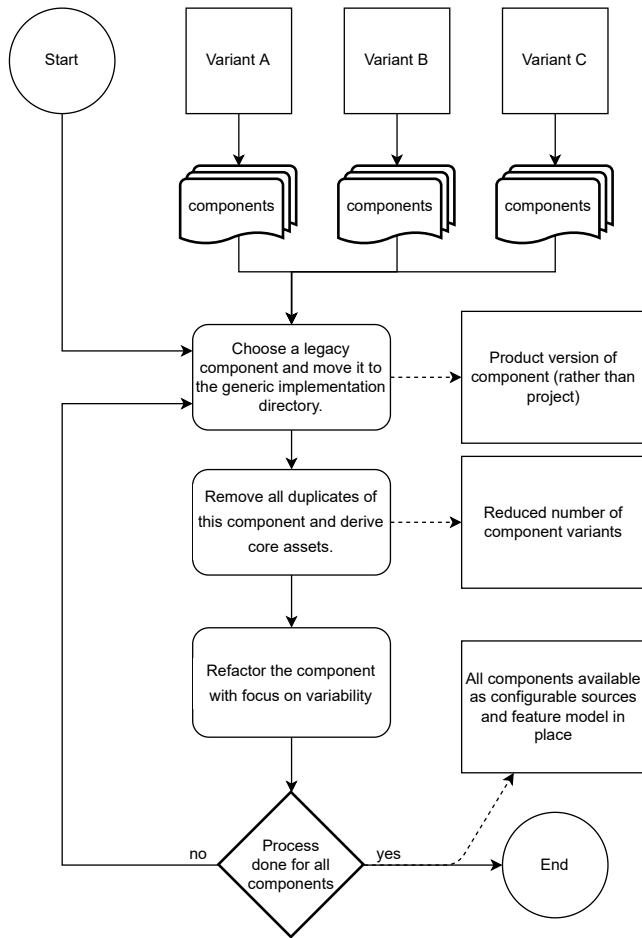 Start
Variant A
Variant B
Variant C
components
components
components
Choose a legacy
component and move it to
the generic implementation
directory.
Product version of
component (rather than
project)
Remove all duplicates of
this component and derive
core assets.
Reduced number of
component variants
Refactor the component
with focus on variability
All components available
as configurable sources
and feature model in
place
no
Process
done for all
components
yes
End